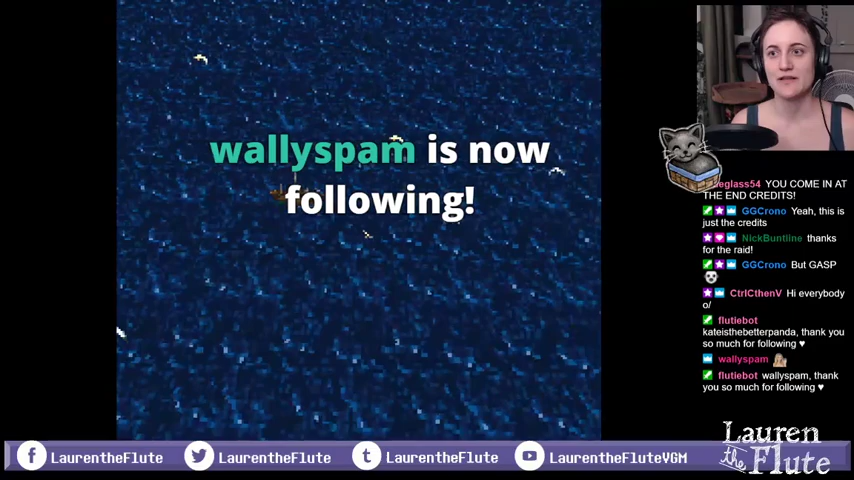 wallyspam is now
following!
YOU COME IN AT
THE END CREDITS!
GGCrono Yeah, this is
just the credits
NickBuntline thanks
for the raid!
GGCrono But GASP
CtrlCthenV Hi everybody
o/
flutiebot
kateisthebetterpanda, thank you
so much for following ♥
wallyspam
flutiebot wallyspam, thank
you so much for following ♥
Lauren
the Flute
LaurentheFlute
LaurentheFlute
LaurentheFlute
LaurentheFluteVGM